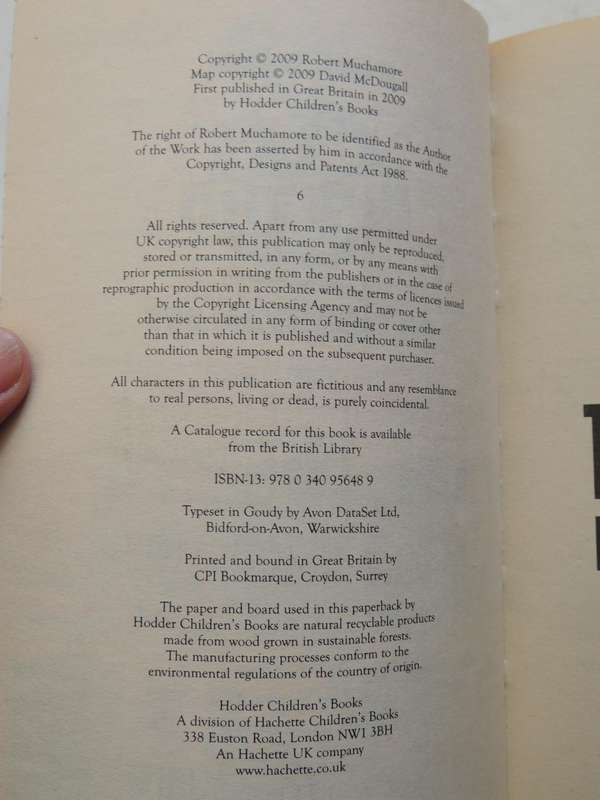 Copyright © 2009 Robert Muchamore
Map copyright © 2009 David McDougall
First published in Great Britain in 2009
by Hodder Children's Books
The right of Robert Muchamore to be identified as the Author
of the Work has been asserted by him in accordance with the
Copyright, Designs and Patents Act 1988.
6
All rights reserved. Apart from any use permitted under
UK copyright law, this publication may only be reproduced,
stored or transmitted, in any form, or by any means with
prior permission in writing from the publishers or in the case of
reprographic production in accordance with the terms of licences issued
by the Copyright Licensing Agency and may not be
otherwise circulated in any form of binding or cover other
than that in which it is published and without a similar
condition being imposed on the subsequent purchaser.
All characters in this publication are fictitious and any resemblance
to real persons, living or dead, is purely coincidental.
A Catalogue record for this book is available
from the British Library
ISBN-13: 978 0 340 95648 9
Typeset in Goudy by Avon DataSet Ltd,
Bidford-on-Avon, Warwickshire
Printed and bound in Great Britain by
CPI Bookmarque, Croydon, Surrey
The paper and board used in this paperback by
Hodder Children's Books are natural recyclable products
made from wood grown in sustainable forests.
The manufacturing processes conform to the
environmental regulations of the country of origin.
Hodder Children's Books
A division of Hachette Children's Books
338 Euston Road, London NW1 3BH
An Hachette UK company
www.hachette.co.uk